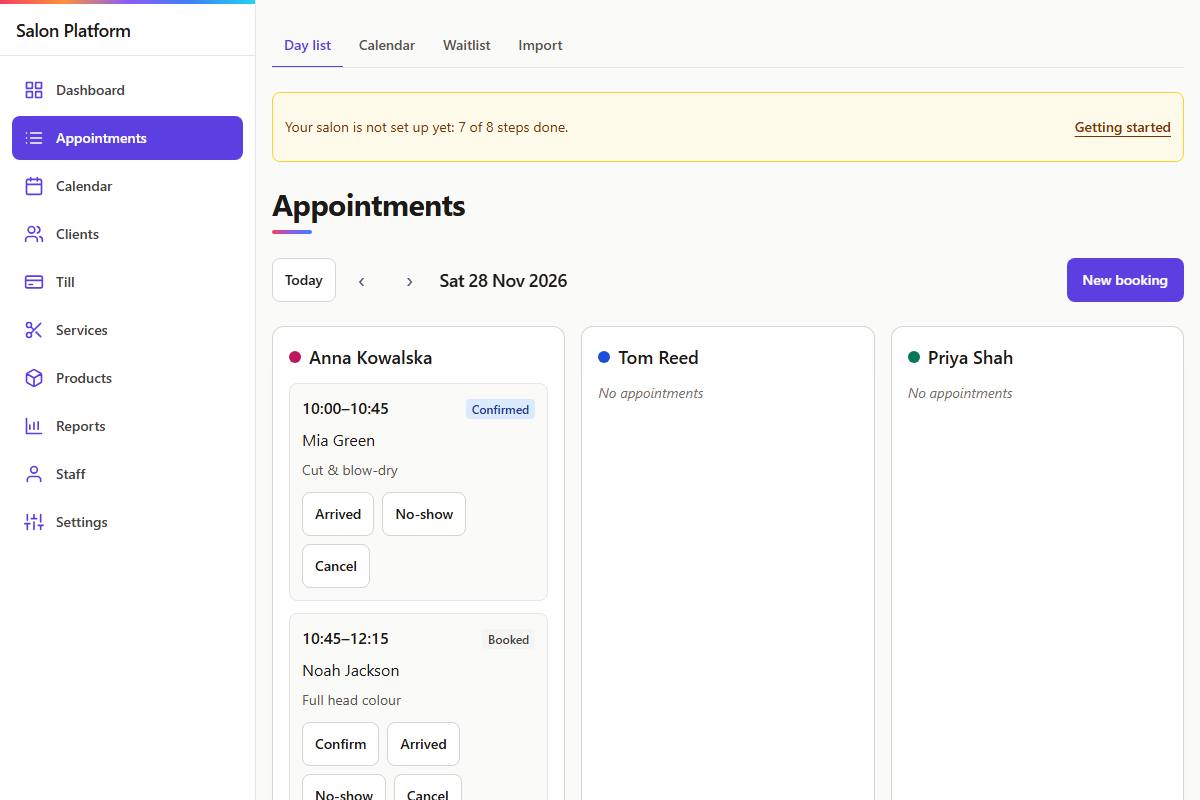 Salon Platform
Dashboard
Appointments
Calendar
Clients
Till
Services
Products
Reports
Staff
Settings
Day list Calendar Waitlist Import
Your salon is not set up yet: 7 of 8 steps done. Getting started
Appointments
Today ‹ › Sat 28 Nov 2026 New booking
Anna Kowalska
10:00–10:45 Confirmed
Mia Green
Cut & blow-dry
Arrived No-show
Cancel
10:45–12:15 Booked
Noah Jackson
Full head colour
Confirm Arrived
No-show Cancel
Tom Reed
No appointments
Priya Shah
No appointments